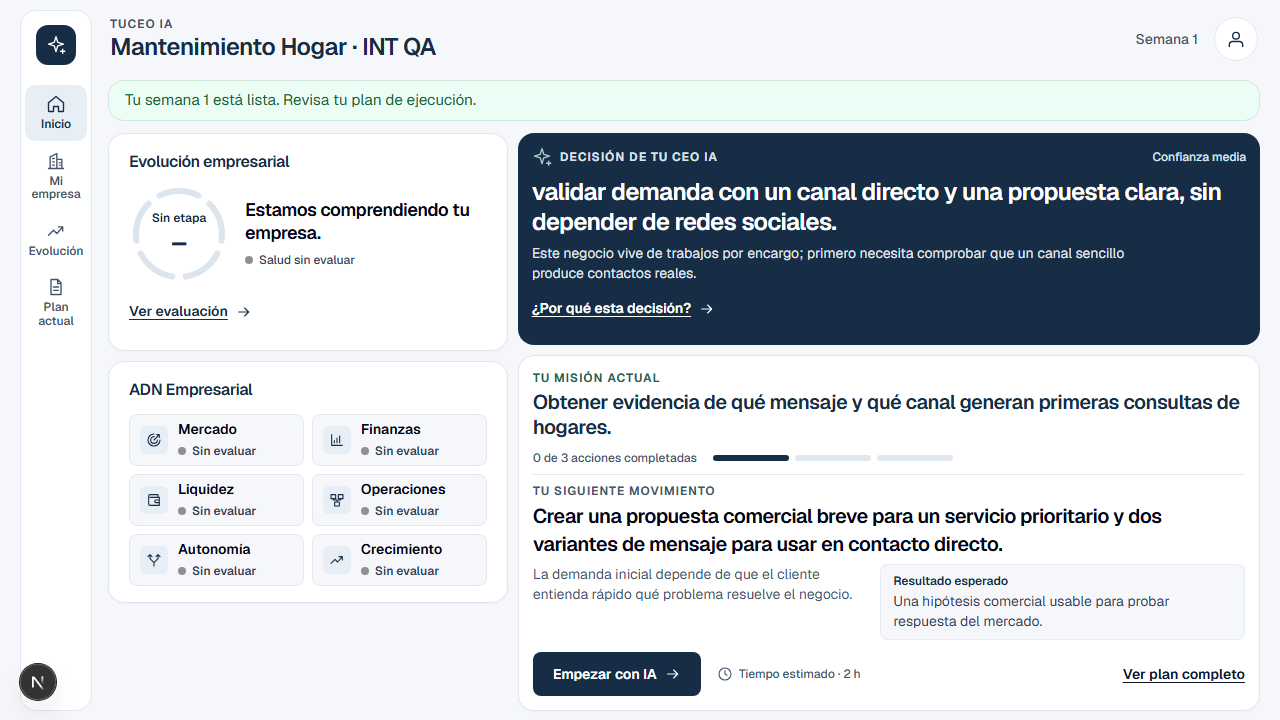 TUCEO IA
Mantenimiento Hogar · INT QA
Semana 1
Inicio
Mi
empresa
Evolución
Plan
actual
N
Tu semana 1 está lista. Revisa tu plan de ejecución.
Evolución empresarial
Sin etapa
–
Estamos comprendiendo tu
empresa.
Salud sin evaluar
Ver evaluación →
ADN Empresarial
Mercado
Sin evaluar
Finanzas
Sin evaluar
Liquidez
Sin evaluar
Operaciones
Sin evaluar
Autonomía
Sin evaluar
Crecimiento
Sin evaluar
DECISIÓN DE TU CEO IA
Confianza media
validar demanda con un canal directo y una propuesta clara, sin
depender de redes sociales.
Este negocio vive de trabajos por encargo; primero necesita comprobar que un canal sencillo
produce contactos reales.
¿Por qué esta decisión? →
TU MISIÓN ACTUAL
Obtener evidencia de qué mensaje y qué canal generan primeras consultas de
hogares.
0 de 3 acciones completadas
TU SIGUIENTE MOVIMIENTO
Crear una propuesta comercial breve para un servicio prioritario y dos
variantes de mensaje para usar en contacto directo.
La demanda inicial depende de que el cliente
entienda rápido qué problema resuelve el negocio.
Resultado esperado
Una hipótesis comercial usable para probar
respuesta del mercado.
Empezar con IA →
Tiempo estimado · 2 h
Ver plan completo